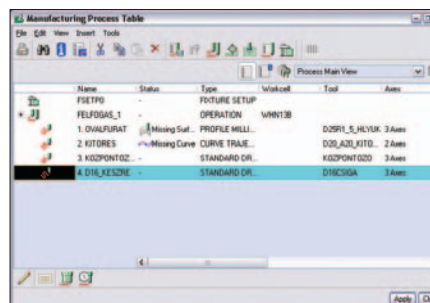 Manufacturing Process Table
File Edit View Insert Tools
Process Main View
Name Status Type Workcell Tool Axes
FSETP0 - FIXTURE SETUP
FELFOGAS_1 - OPERATION WHN13B
1. OVALFURAT Missing Surf... PROFILE MILLI... D25R1_5_HLYUK 3 Axes
2. KITORES Missing Curve CURVE TRAJE... D20_A20_KITO... 2 Axes
3. KOZPONTOZ... - STANDARD DR... KOZPONTOZO 3 Axes
4. D16_KESZRE - STANDARD DR... D16CSIGA 3 Axes
Apply